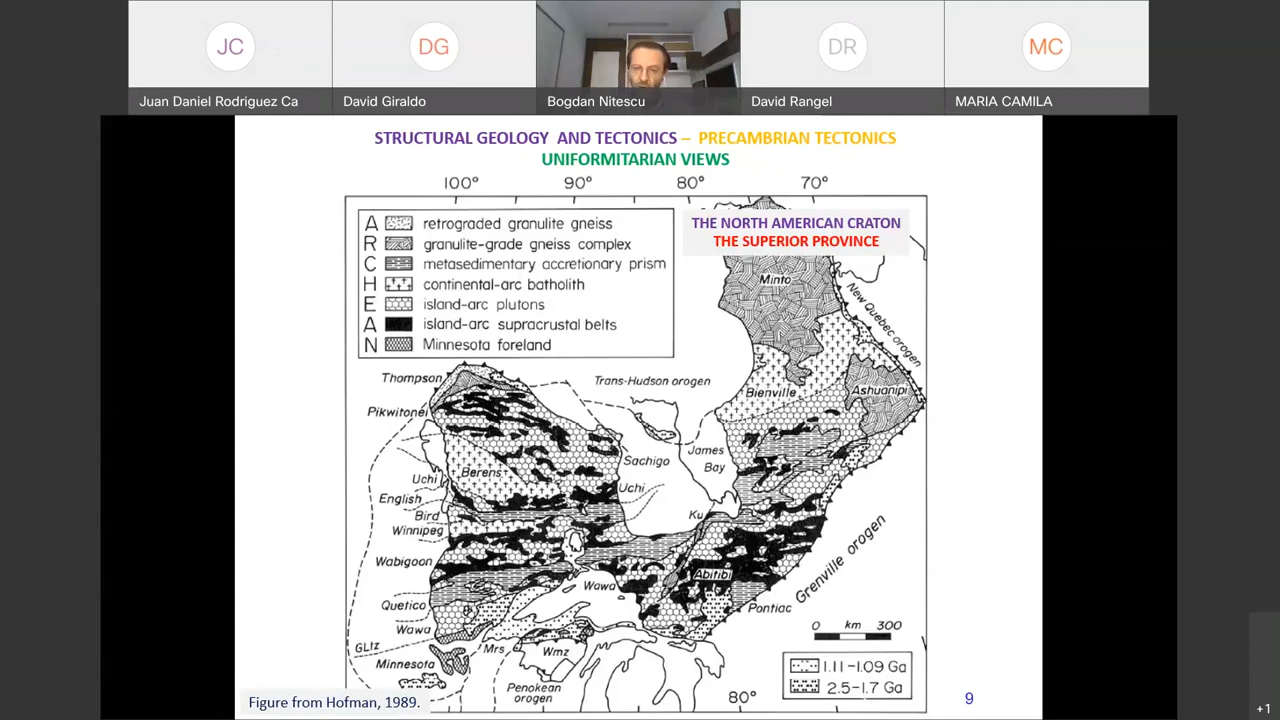 JC
DG
DR
MC
Juan Daniel Rodriguez Ca
David Giraldo
Bogdan Nitescu
David Rangel
MARIA CAMILA
STRUCTURAL GEOLOGY AND TECTONICS – PRECAMBRIAN TECTONICS
UNIFORMITARIAN VIEWS
100° 90° 80° 70°
THE NORTH AMERICAN CRATON
THE SUPERIOR PROVINCE
A retrograded granulite gneiss
R granulite-grade gneiss complex
C metasedimentary accretionary prism
H continental-arc batholith
E island-arc plutons
A island-arc supracrustal belts
N Minnesota foreland
Minto
New Quebec orogen
Thompson
Trans-Hudson orogen
Bienville
Ashuanipi
Pikwitonei
James
Bay
Sachigo
Berens
Uchi
Uchi
English
Bird
Ku
Winnipeg
Wabigoon
Abitibi
Grenville orogen
Wawa
Quetico
Pontiac
Wawa
0 km 300
GLtz
Mrs
Wmz
Minnesota
1.11–1.09 Ga
2.5–1.7 Ga
Penokean
orogen
80°
Figure from Hofman, 1989.
9
+1